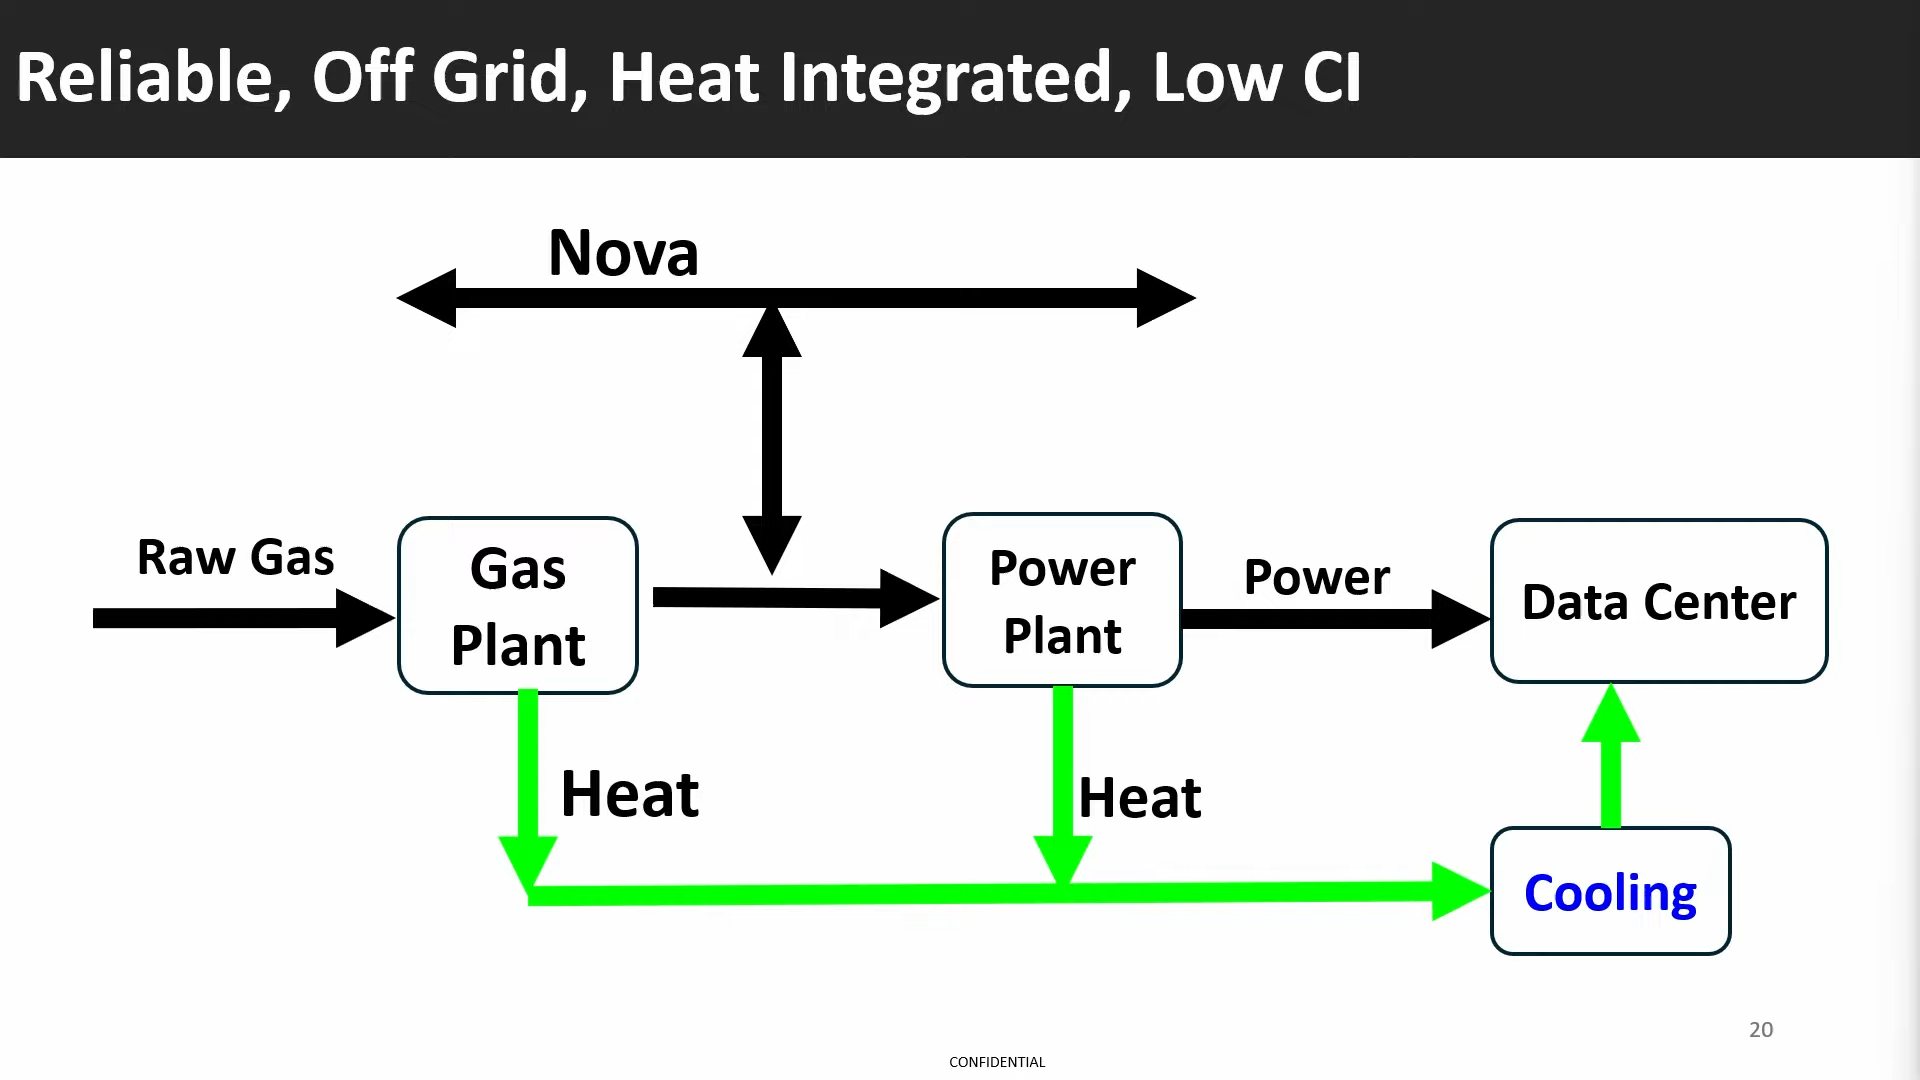 Reliable, Off Grid, Heat Integrated, Low CI
Nova
Raw Gas
Gas
Plant
Power
Plant
Power
Data Center
Heat
Heat
Cooling
20
CONFIDENTIAL